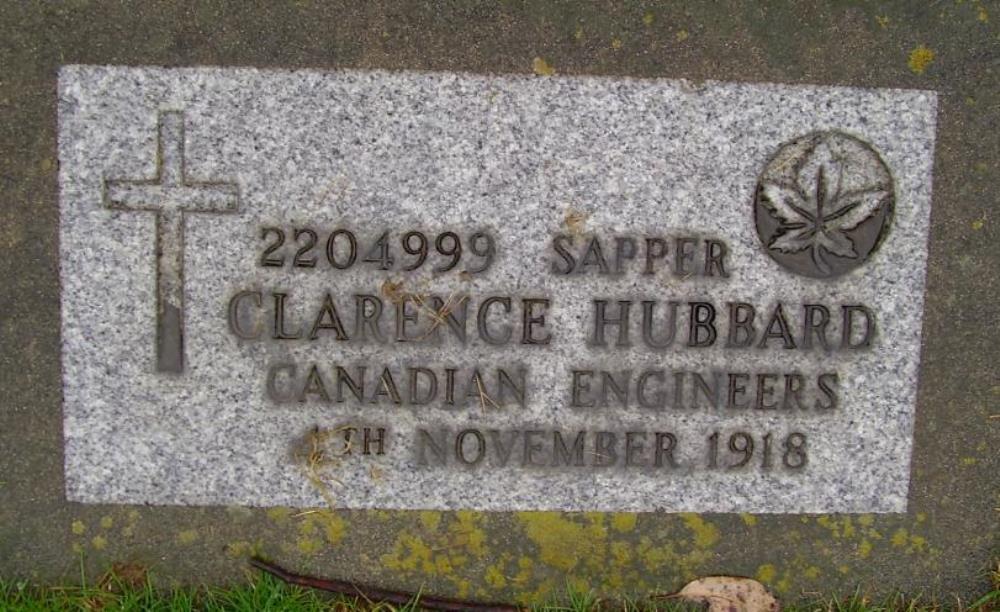 2204999 SAPPER
CLARENCE HUBBARD
CANADIAN ENGINEERS
NOVEMBER 1918